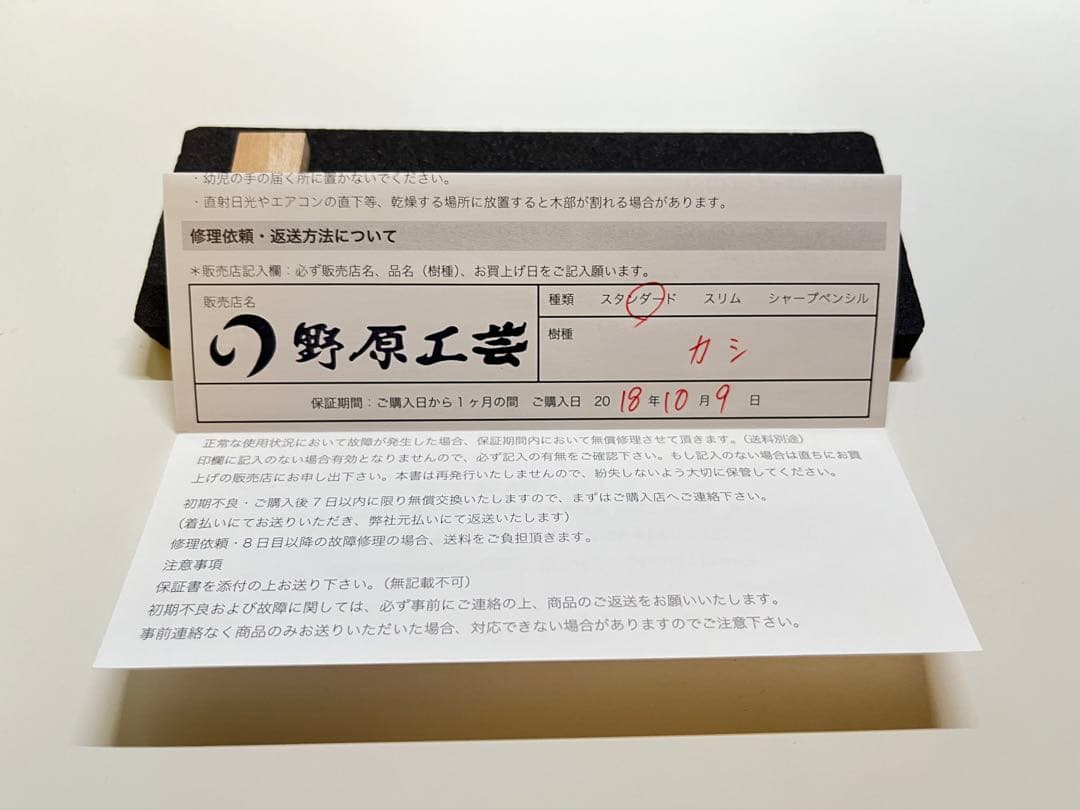 ・幼児の手の届く所に置かないでください。
・直射日光やエアコンの直下等、乾燥する場所に放置すると木部が割れる場合があります。
修理依頼・返送方法について
＊販売店記入欄：必ず販売店名、品名（樹種）、お買上げ日をご記入願います。
販売店名
野原工芸
種類　スタンダード　スリム　シャープペンシル
樹種
カシ
保証期間：ご購入日から1ヶ月の間　ご購入日　2018年10月9日
正常な使用状況において故障が発生した場合、保証期間内において無償修理させて頂きます。（送料別途）
印欄に記入のない場合有効となりませんので、必ず記入の有無をご確認下さい。もし記入のない場合は直ちにお買
上げの販売店にお申し出下さい。本書は再発行いたしませんので、紛失しないよう大切に保管してください。
初期不良・ご購入後7日以内に限り無償交換いたしますので、まずはご購入店へご連絡下さい。
（着払いにてお送りいただき、弊社元払いにて返送いたします）
修理依頼・8日目以降の故障修理の場合、送料をご負担頂きます。
注意事項
保証書を添付の上お送り下さい。（無記載不可）
初期不良および故障に関しては、必ず事前にご連絡の上、商品のご返送をお願いいたします。
事前連絡なく商品のみお送りいただいた場合、対応できない場合がありますのでご注意下さい。